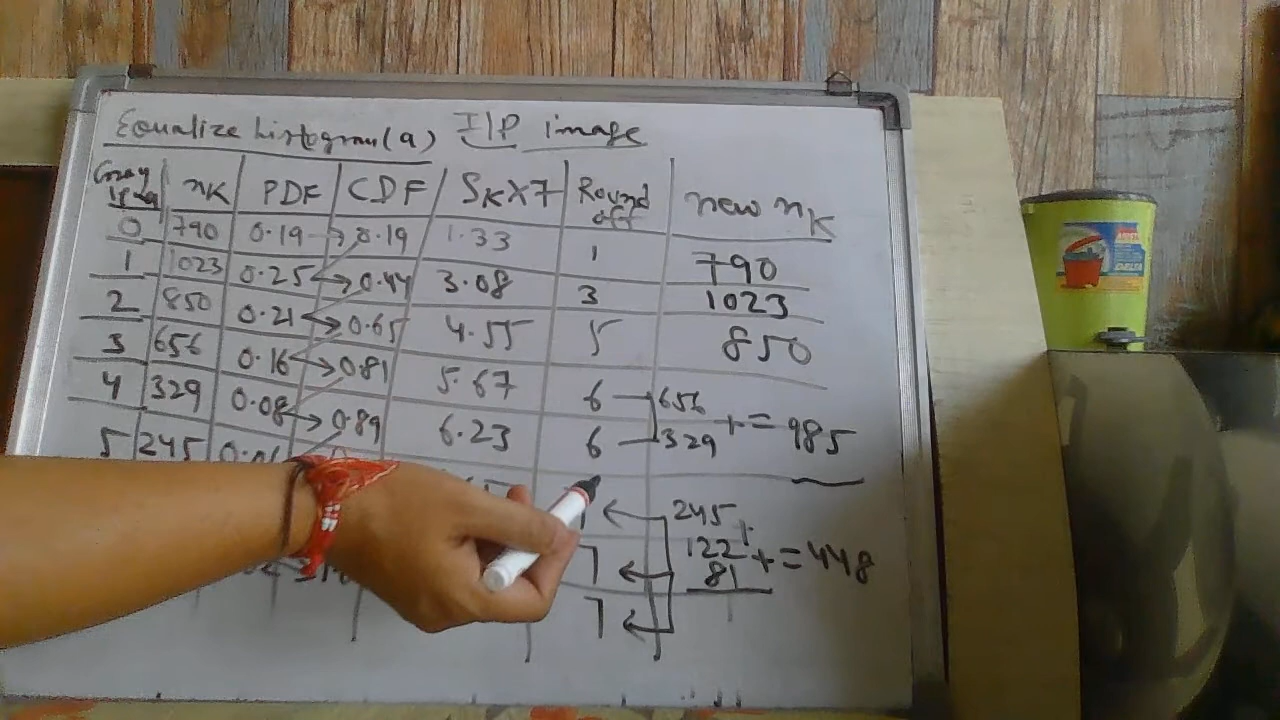 Equalize histogram(a) I/P image
Gray nK PDF CDF SKX7 Round off new nK
0 790 0.19 → 0.19 1.33 1 790
1 1023 0.25 → 0.44 3.08 3 1023
2 850 0.21 → 0.65 4.55 5 850
3 656 0.16 → 0.81 5.67 6 656
4 329 0.08 → 0.89 6.23 6 329 + = 985
5 245 7 ← 245 +
7 ← 122 + = 448
7 ← 81